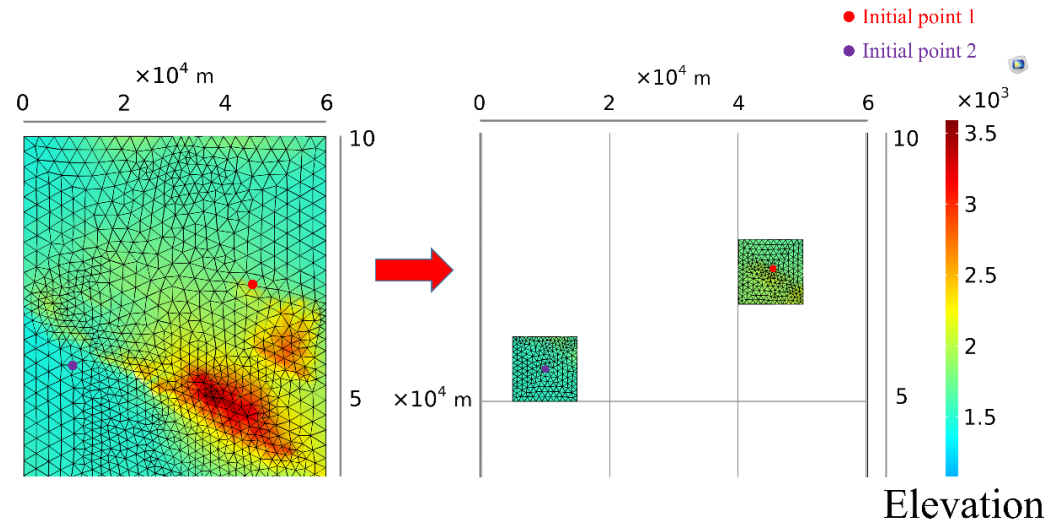 Initial point 1
Initial point 2
×10⁴ m
×10⁴ m
×10³
0 2 4 6
0 2 4 6
10
10
3.5
3
2.5
2
1.5
5
×10⁴ m
5
Elevation